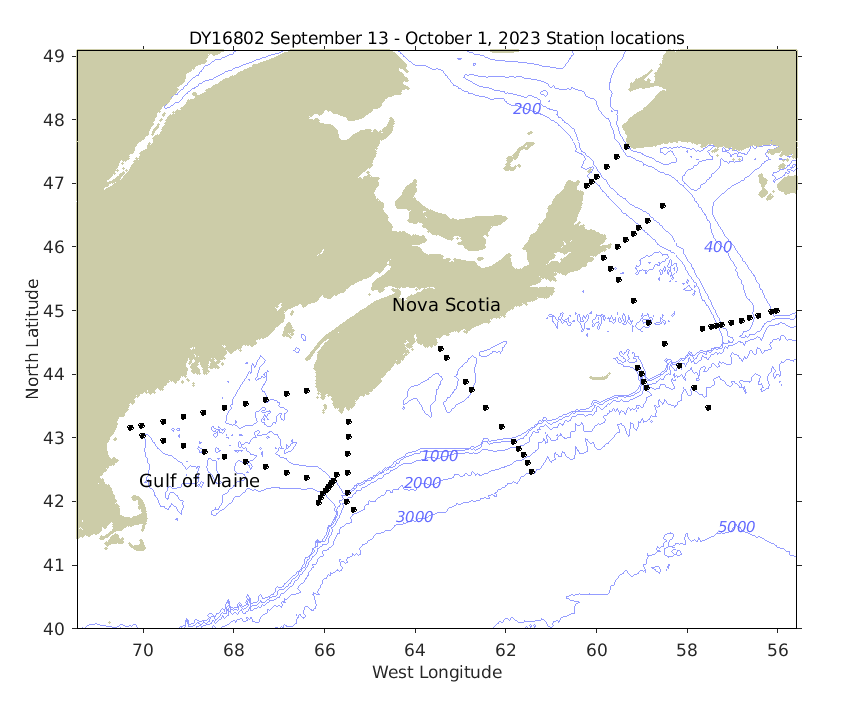 DY16802 September 13 - October 1, 2023 Station locations
49
48
47
46
45
44
43
42
41
40
North Latitude
200
400
Nova Scotia
1000
Gulf of Maine
2000
3000
5000
70 68 66 64 62 60 58 56
West Longitude